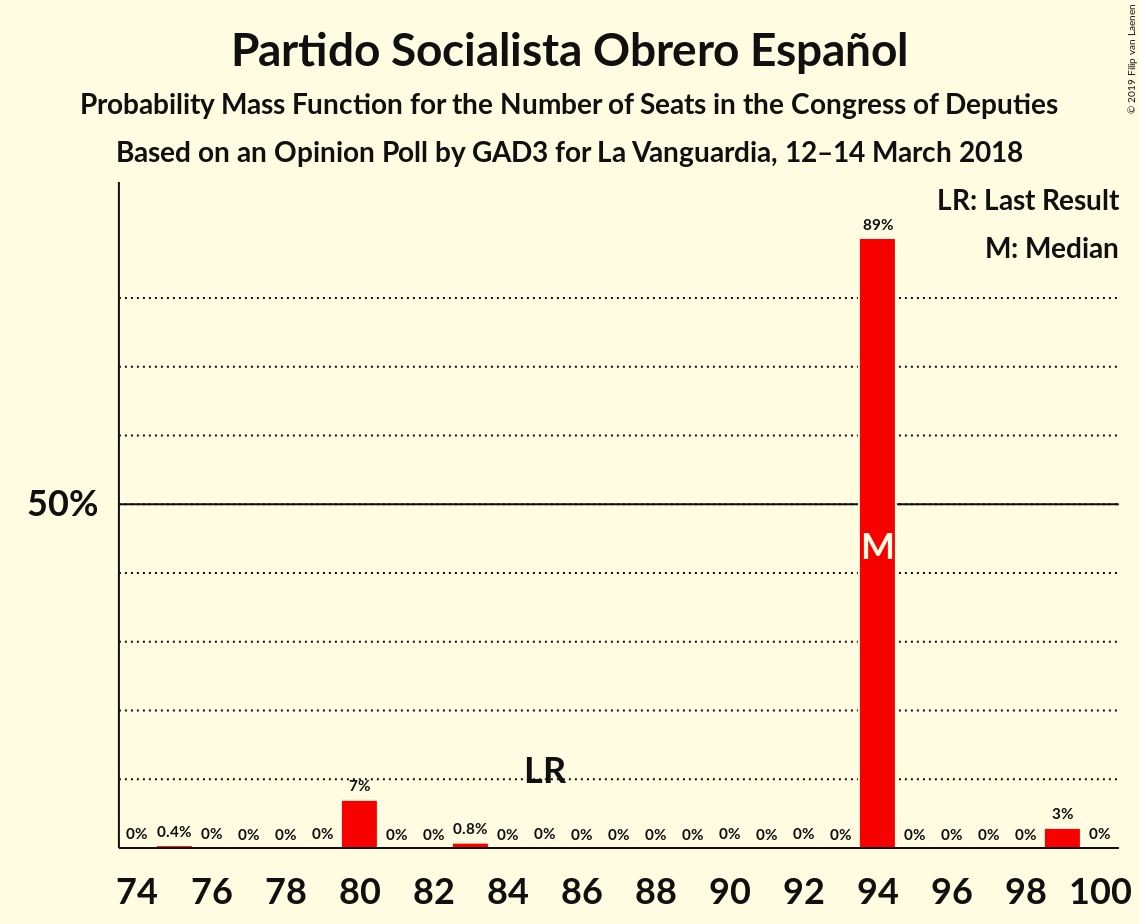 Partido Socialista Obrero Español
Probability Mass Function for the Number of Seats in the Congress of Deputies
Based on an Opinion Poll by GAD3 for La Vanguardia, 12–14 March 2018
© 2019 Filip van Laenen
LR: Last Result
M: Median
89%
50%
M
LR
7%
3%
0% 0.4% 0% 0% 0% 0% 0% 0% 0.8% 0% 0% 0% 0% 0% 0% 0% 0% 0% 0% 0% 0% 0% 0% 0%
74 76 78 80 82 84 86 88 90 92 94 96 98 100